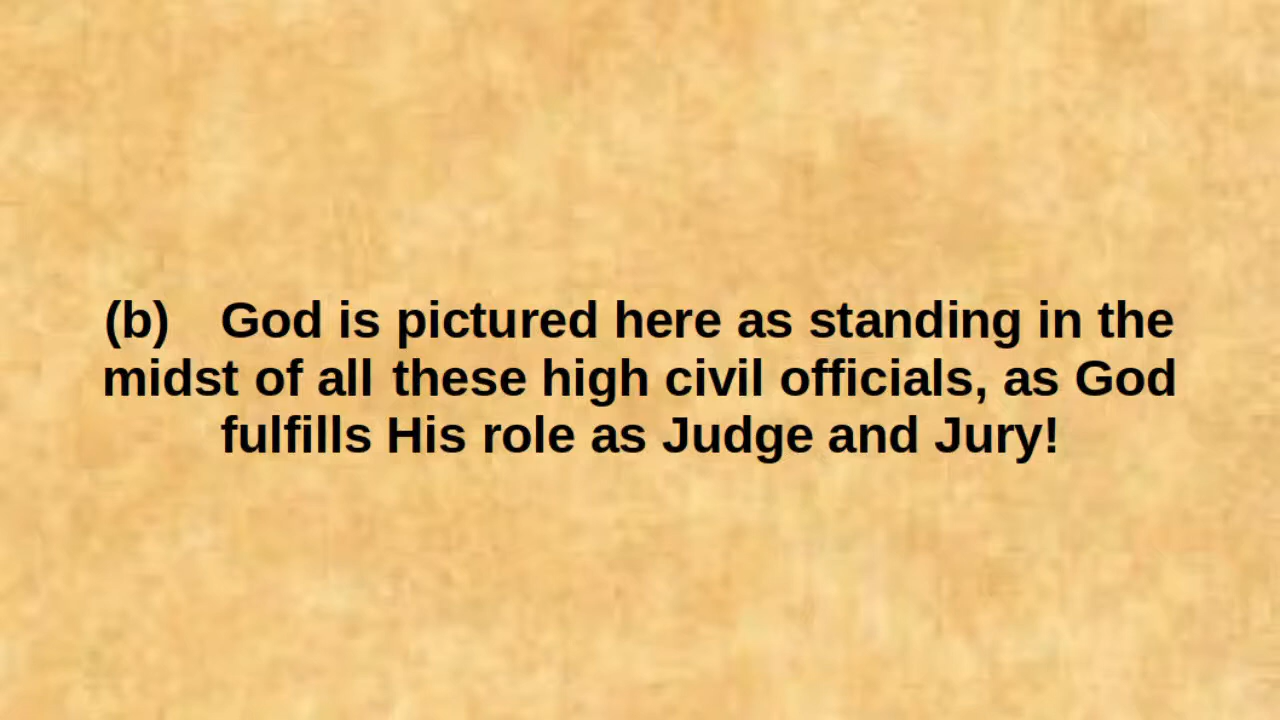 (b) God is pictured here as standing in the
midst of all these high civil officials, as God
fulfills His role as Judge and Jury!